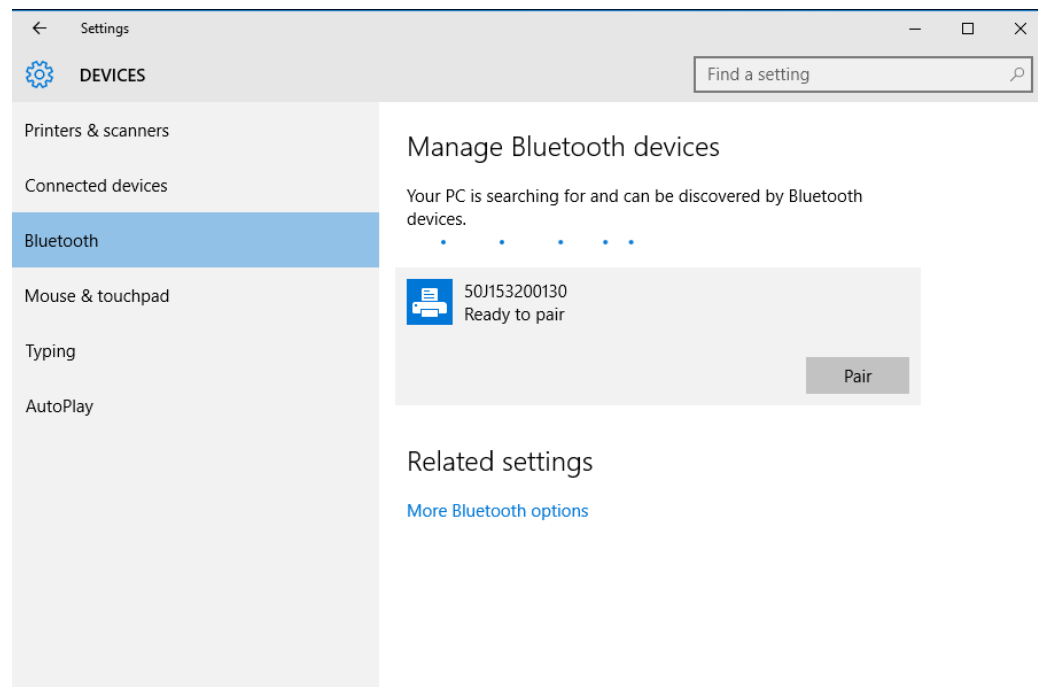 Settings
DEVICES
Find a setting
Printers & scanners
Connected devices
Bluetooth
Mouse & touchpad
Typing
AutoPlay
Manage Bluetooth devices
Your PC is searching for and can be discovered by Bluetooth
devices.
50J153200130
Ready to pair
Pair
Related settings
More Bluetooth options